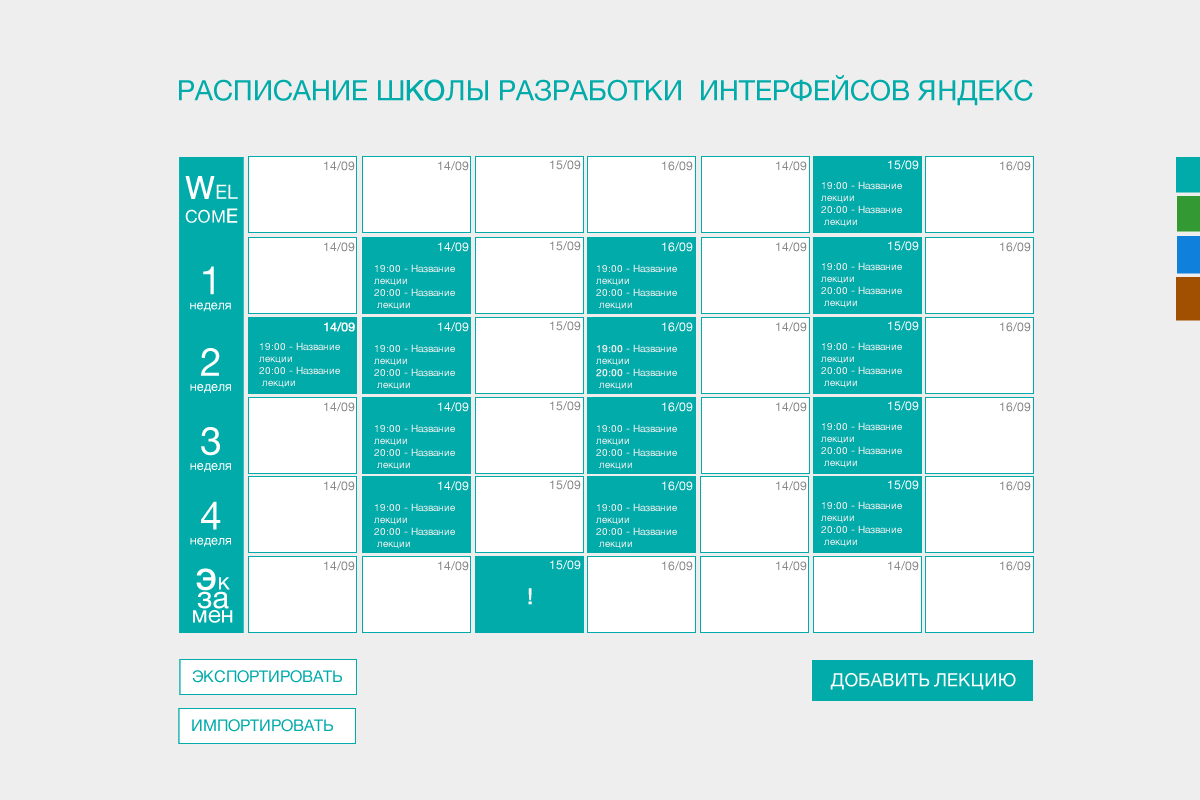 РАСПИСАНИЕ ШКОЛЫ РАЗРАБОТКИ ИНТЕРФЕЙСОВ ЯНДЕКС
WEL
COME
14/09
14/09
15/09
16/09
14/09
15/09
19:00 - Название
лекции
20:00 - Название
лекции
16/09
1
неделя
14/09
14/09
19:00 - Название
лекции
20:00 - Название
лекции
15/09
16/09
19:00 - Название
лекции
20:00 - Название
лекции
14/09
15/09
19:00 - Название
лекции
20:00 - Название
лекции
16/09
2
неделя
14/09
19:00 - Название
лекции
20:00 - Название
лекции
14/09
19:00 - Название
лекции
20:00 - Название
лекции
15/09
16/09
19:00 - Название
лекции
20:00 - Название
лекции
14/09
15/09
19:00 - Название
лекции
20:00 - Название
лекции
16/09
3
неделя
14/09
14/09
19:00 - Название
лекции
20:00 - Название
лекции
15/09
16/09
19:00 - Название
лекции
20:00 - Название
лекции
14/09
15/09
19:00 - Название
лекции
20:00 - Название
лекции
16/09
4
неделя
14/09
14/09
19:00 - Название
лекции
20:00 - Название
лекции
15/09
16/09
19:00 - Название
лекции
20:00 - Название
лекции
14/09
15/09
19:00 - Название
лекции
20:00 - Название
лекции
16/09
Эк
за
мен
14/09
14/09
15/09
!
16/09
14/09
14/09
16/09
ЭКСПОРТИРОВАТЬ
ДОБАВИТЬ ЛЕКЦИЮ
ИМПОРТИРОВАТЬ